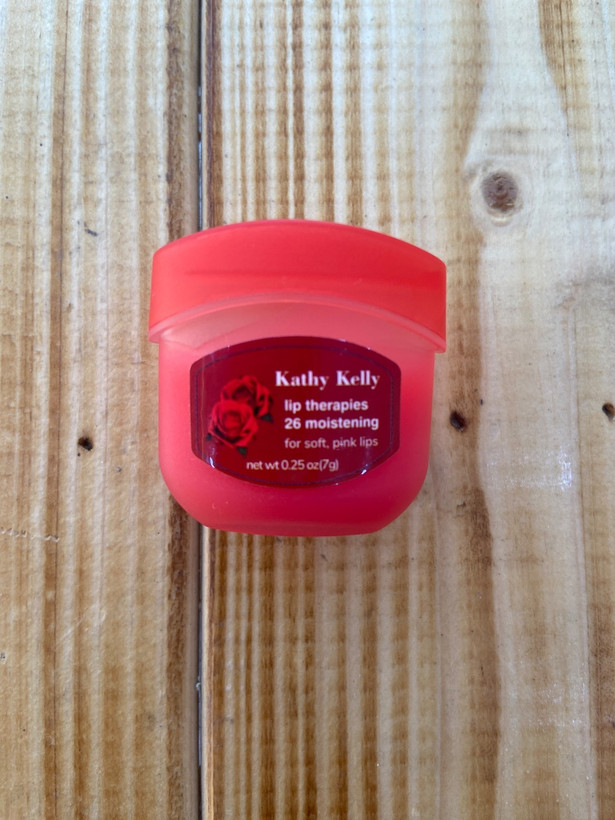 Kathy Kelly
lip therapies
26 moistening
for soft, pink lips
net wt 0.25 oz(7g)